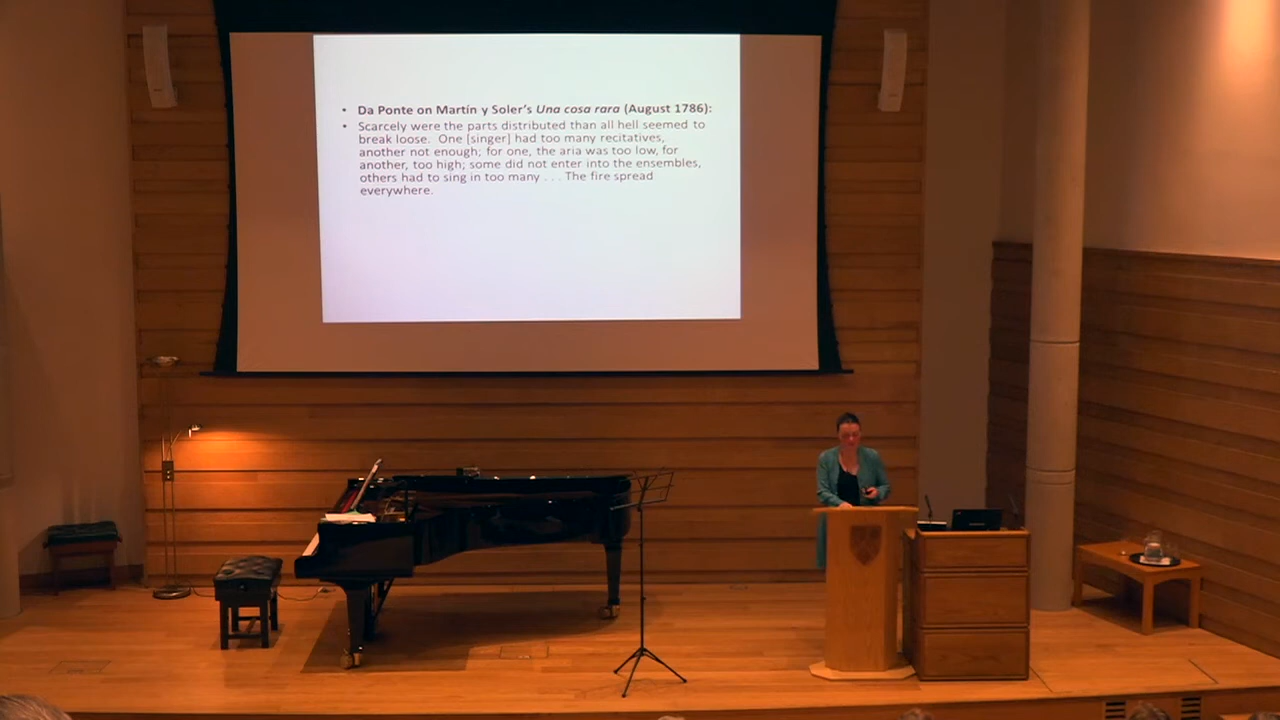 • Da Ponte on Martín y Soler's Una cosa rara (August 1786):
• Scarcely were the parts distributed than all hell seemed to
break loose. One [singer] had too many recitatives,
another not enough; for one, the aria was too low, for
another, too high; some did not enter into the ensembles,
others had to sing in too many . . . The fire spread
everywhere.